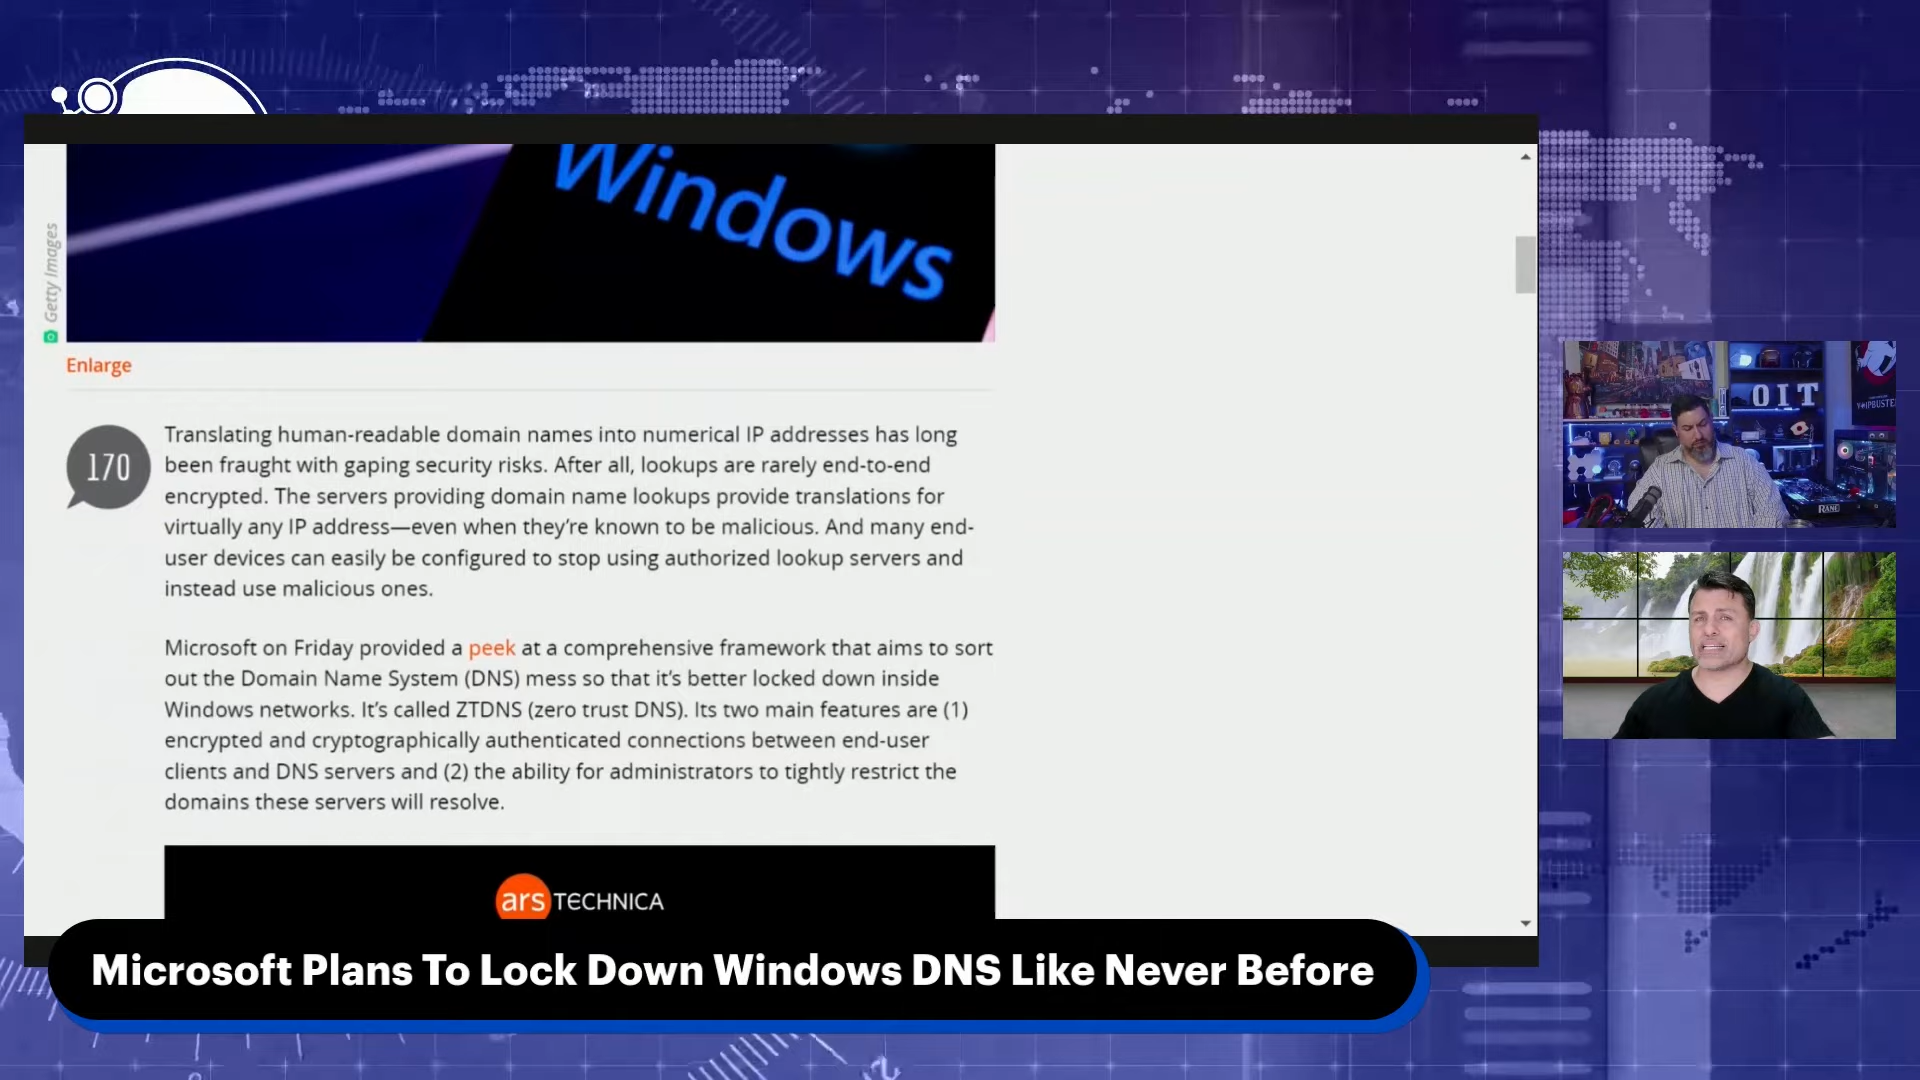 Windows
Getty Images
Enlarge
170
Translating human-readable domain names into numerical IP addresses has long
been fraught with gaping security risks. After all, lookups are rarely end-to-end
encrypted. The servers providing domain name lookups provide translations for
virtually any IP address—even when they're known to be malicious. And many end-
user devices can easily be configured to stop using authorized lookup servers and
instead use malicious ones.
Microsoft on Friday provided a peek at a comprehensive framework that aims to sort
out the Domain Name System (DNS) mess so that it's better locked down inside
Windows networks. It's called ZTDNS (zero trust DNS). Its two main features are (1)
encrypted and cryptographically authenticated connections between end-user
clients and DNS servers and (2) the ability for administrators to tightly restrict the
domains these servers will resolve.
ars TECHNICA
Microsoft Plans To Lock Down Windows DNS Like Never Before
OIT
RANE